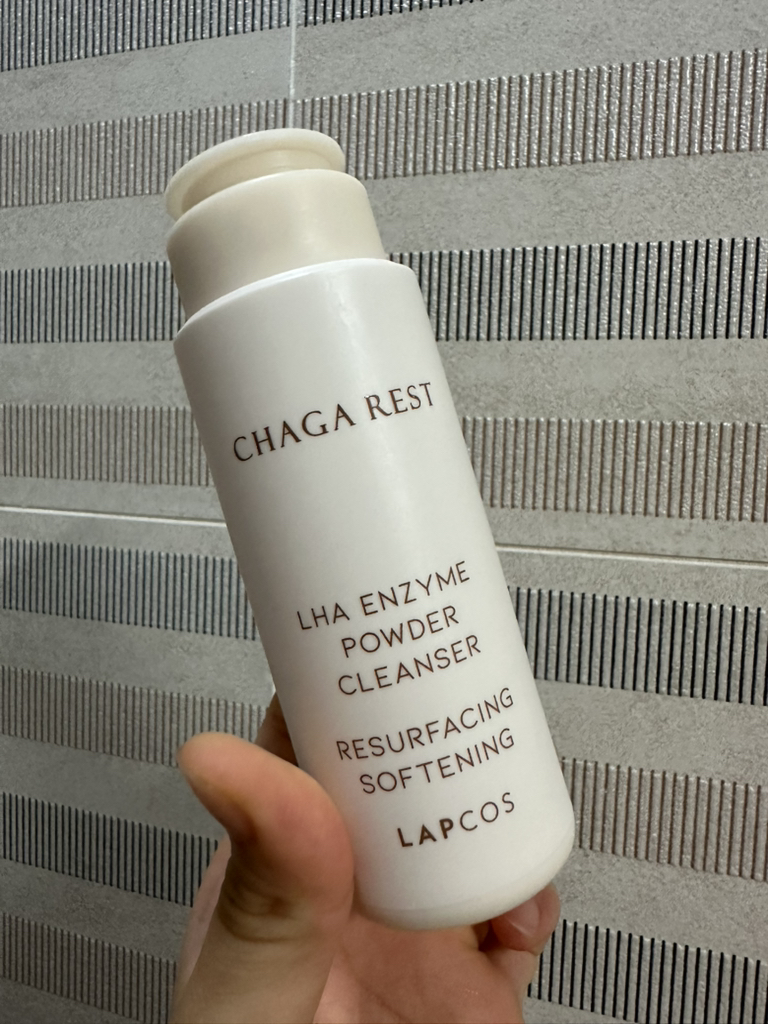 CHAGA REST
LHA ENZYME
POWDER
CLEANSER
RESURFACING
SOFTENING
LAPCOS